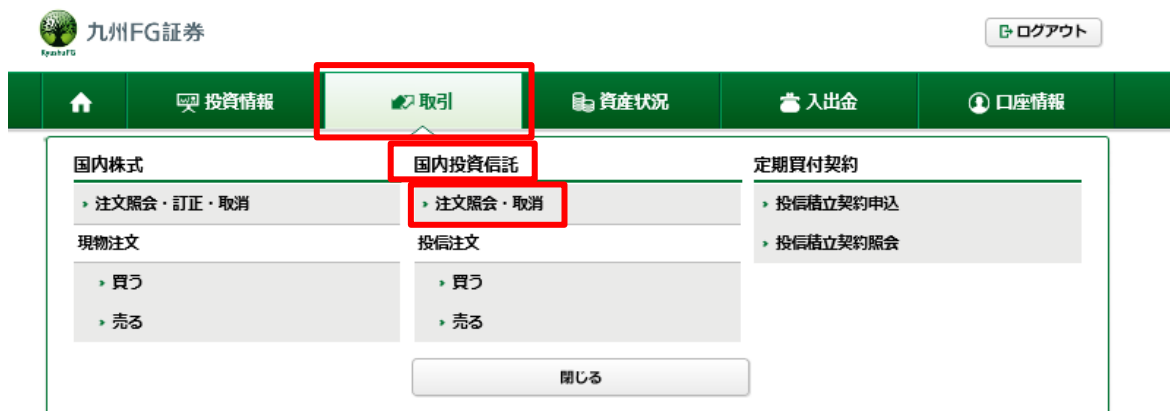 九州FG証券
KyushuFG
ログアウト
投資情報
取引
資産状況
入出金
口座情報
国内株式
注文照会・訂正・取消
現物注文
買う
売る
国内投資信託
注文照会・取消
投信注文
買う
売る
定期買付契約
投信積立契約申込
投信積立契約照会
閉じる